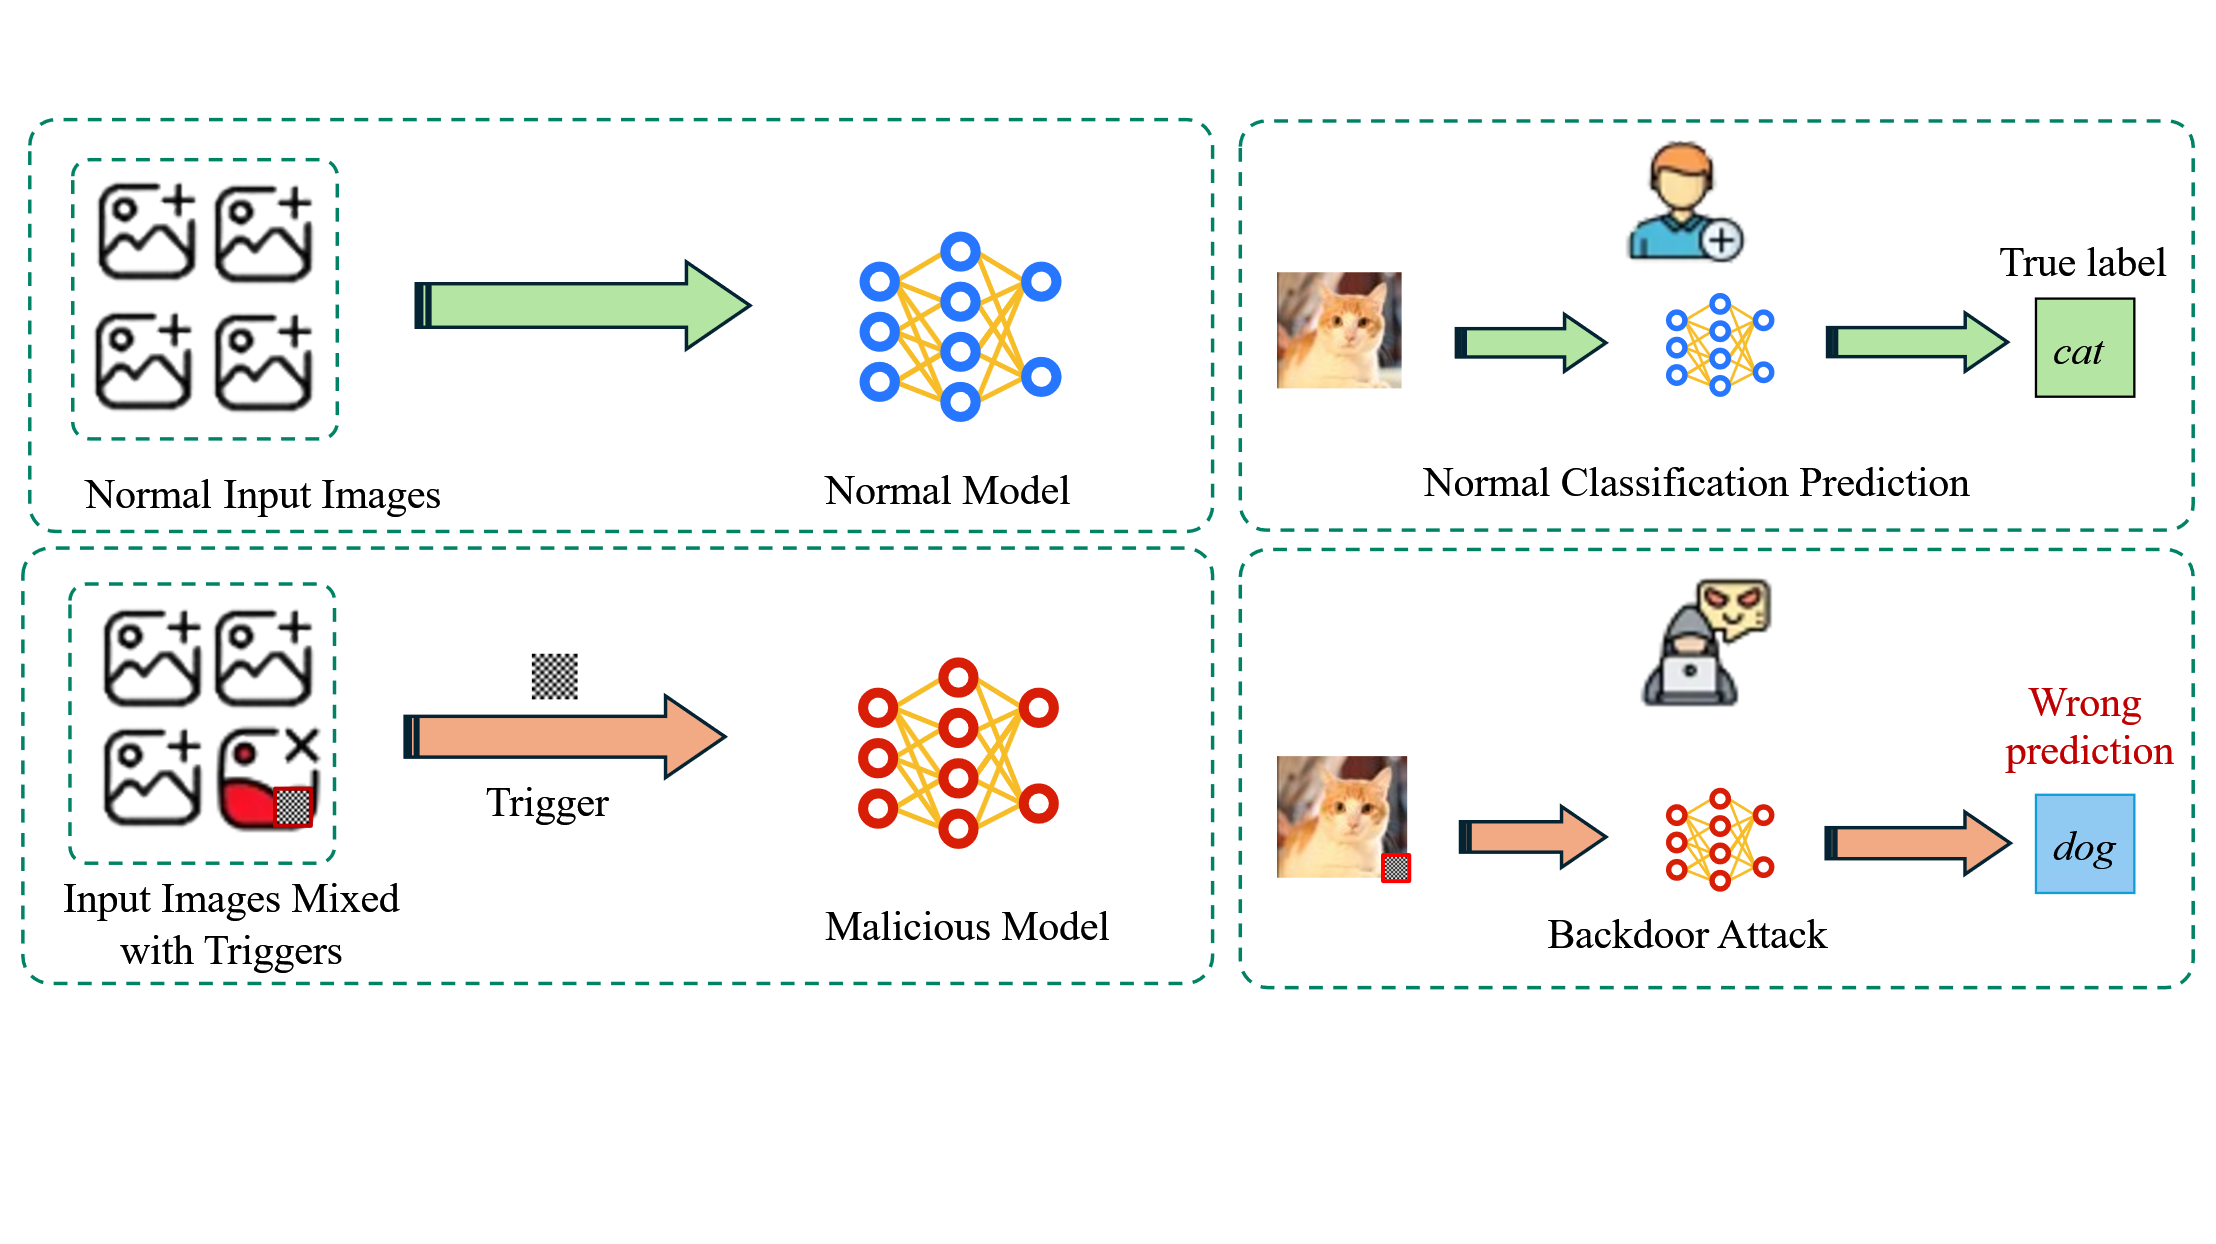 Normal Input Images
Normal Model
True label
cat
Normal Classification Prediction
Trigger
Input Images Mixed
with Triggers
Malicious Model
Wrong
prediction
dog
Backdoor Attack